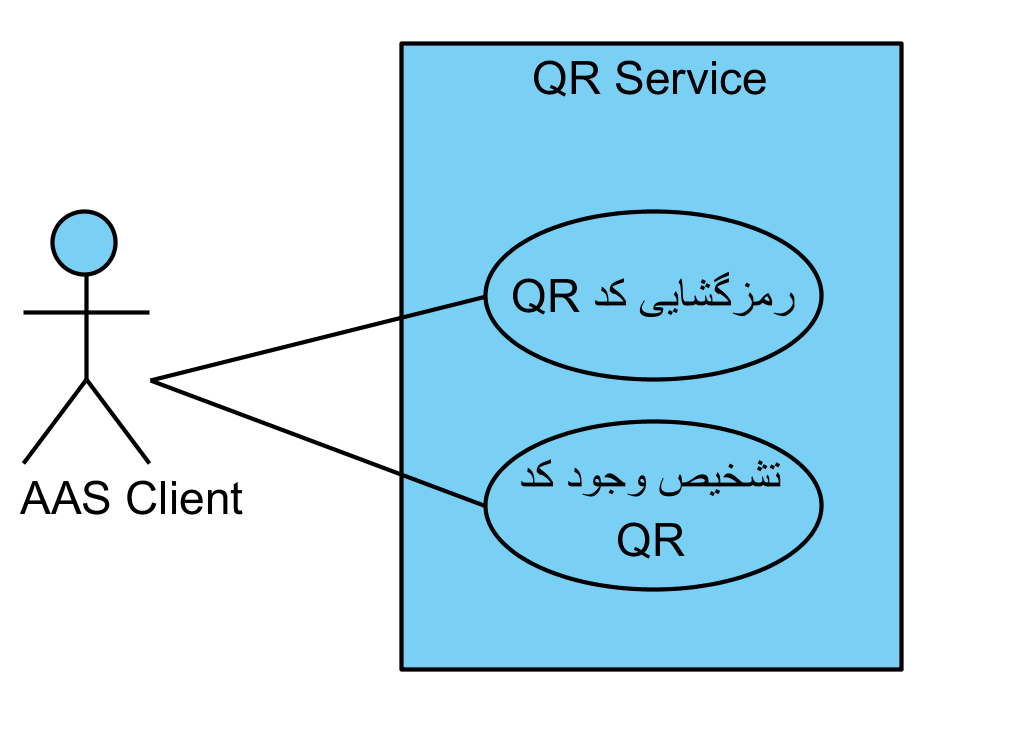 QR Service
رمزگشایی کد QR
تشخیص وجود کد
QR
AAS Client